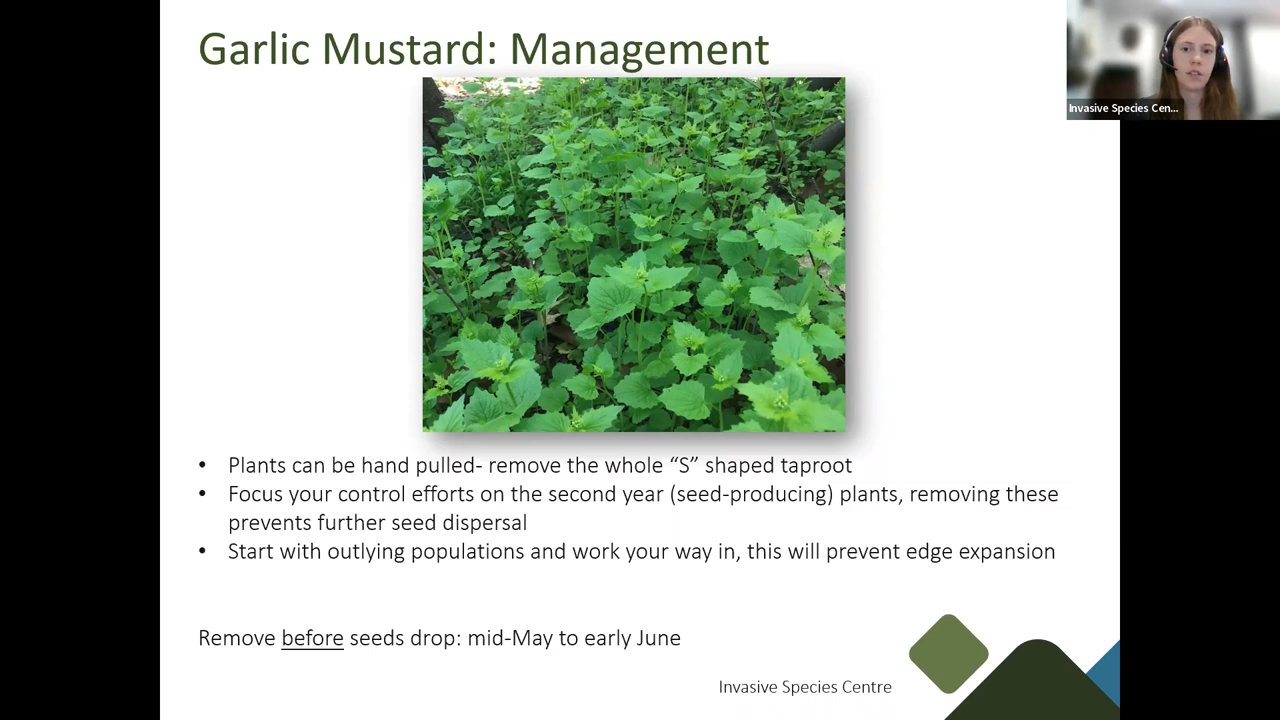 Garlic Mustard: Management
Invasive Species Cen...
• Plants can be hand pulled- remove the whole “S” shaped taproot
• Focus your control efforts on the second year (seed-producing) plants, removing these
prevents further seed dispersal
• Start with outlying populations and work your way in, this will prevent edge expansion
Remove before seeds drop: mid-May to early June
Invasive Species Centre